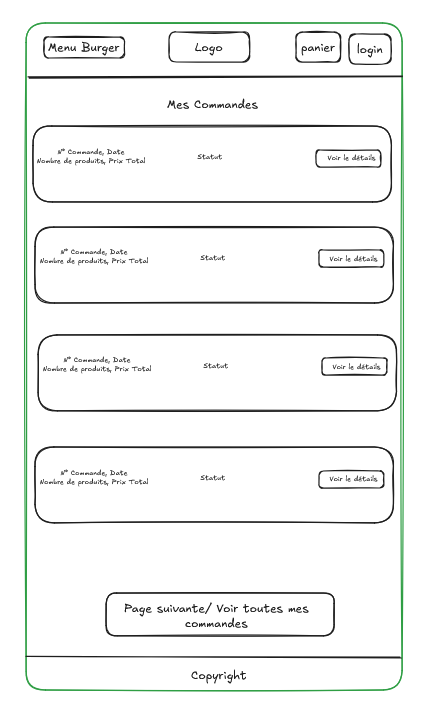 Menu Burger
Logo
panier
login
Mes Commandes
N° Commande, Date
Nombre de produits, Prix Total
Statut
Voir le détails
N° Commande, Date
Nombre de produits, Prix Total
Statut
Voir le détails
N° Commande, Date
Nombre de produits, Prix Total
Statut
Voir le détails
N° Commande, Date
Nombre de produits, Prix Total
Statut
Voir le détails
Page suivante/ Voir toutes mes
commandes
Copyright